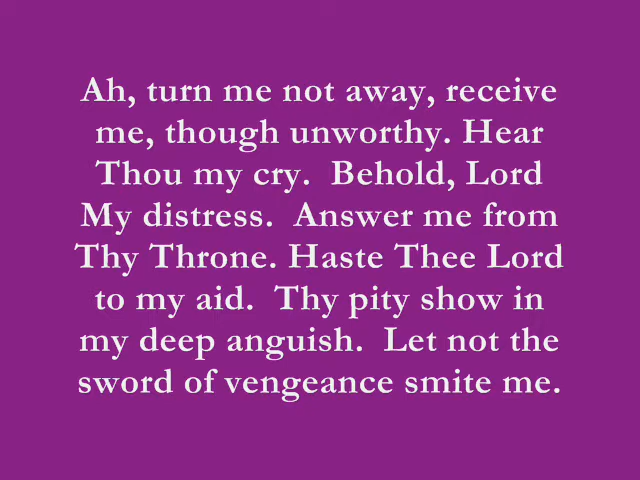 Ah, turn me not away, receive
me, though unworthy. Hear
Thou my cry.  Behold, Lord
My distress.  Answer me from
Thy Throne. Haste Thee Lord
to my aid.  Thy pity show in
my deep anguish.  Let not the
sword of vengeance smite me.